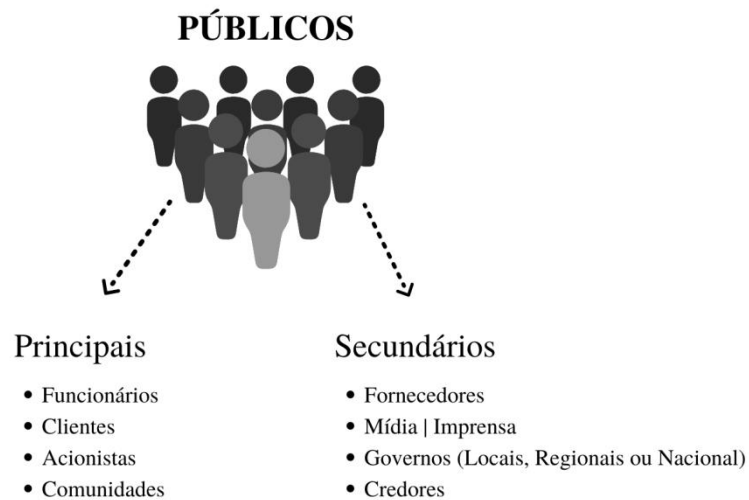 PÚBLICOS
Principais
• Funcionários
• Clientes
• Acionistas
• Comunidades
Secundários
• Fornecedores
• Mídia | Imprensa
• Governos (Locais, Regionais ou Nacional)
• Credores